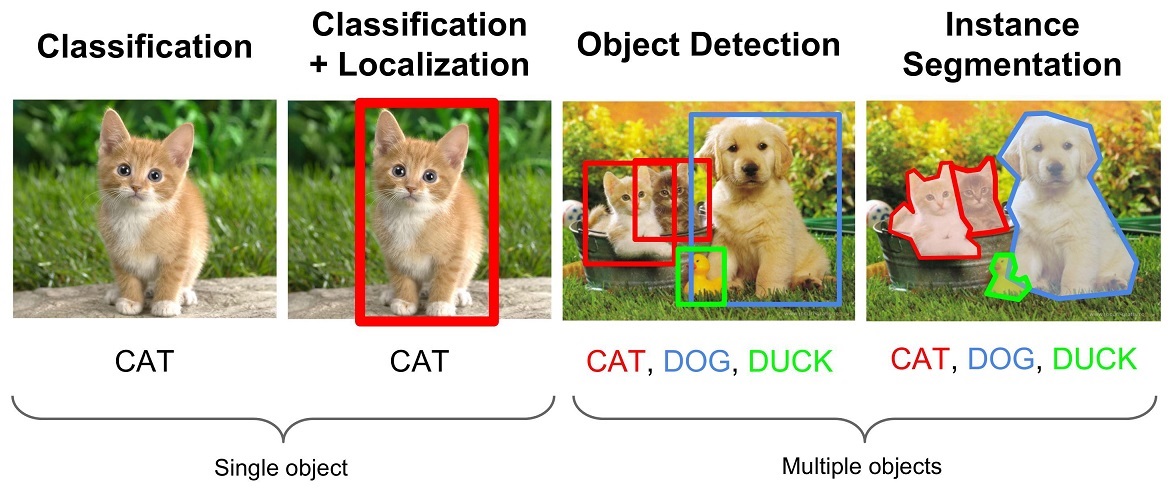 Classification
Classification
+ Localization
Object Detection
Instance
Segmentation
CAT
CAT
CAT, DOG, DUCK
CAT, DOG, DUCK
Single object
Multiple objects